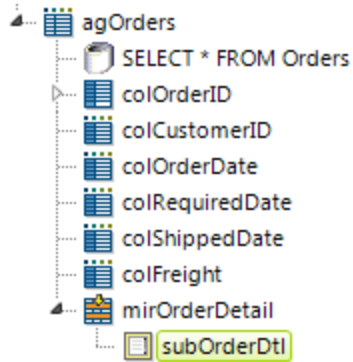 agOrders
SELECT * FROM Orders
colOrderID
colCustomerID
colOrderDate
colRequiredDate
colShippedDate
colFreight
mirOrderDetail
subOrderDtl